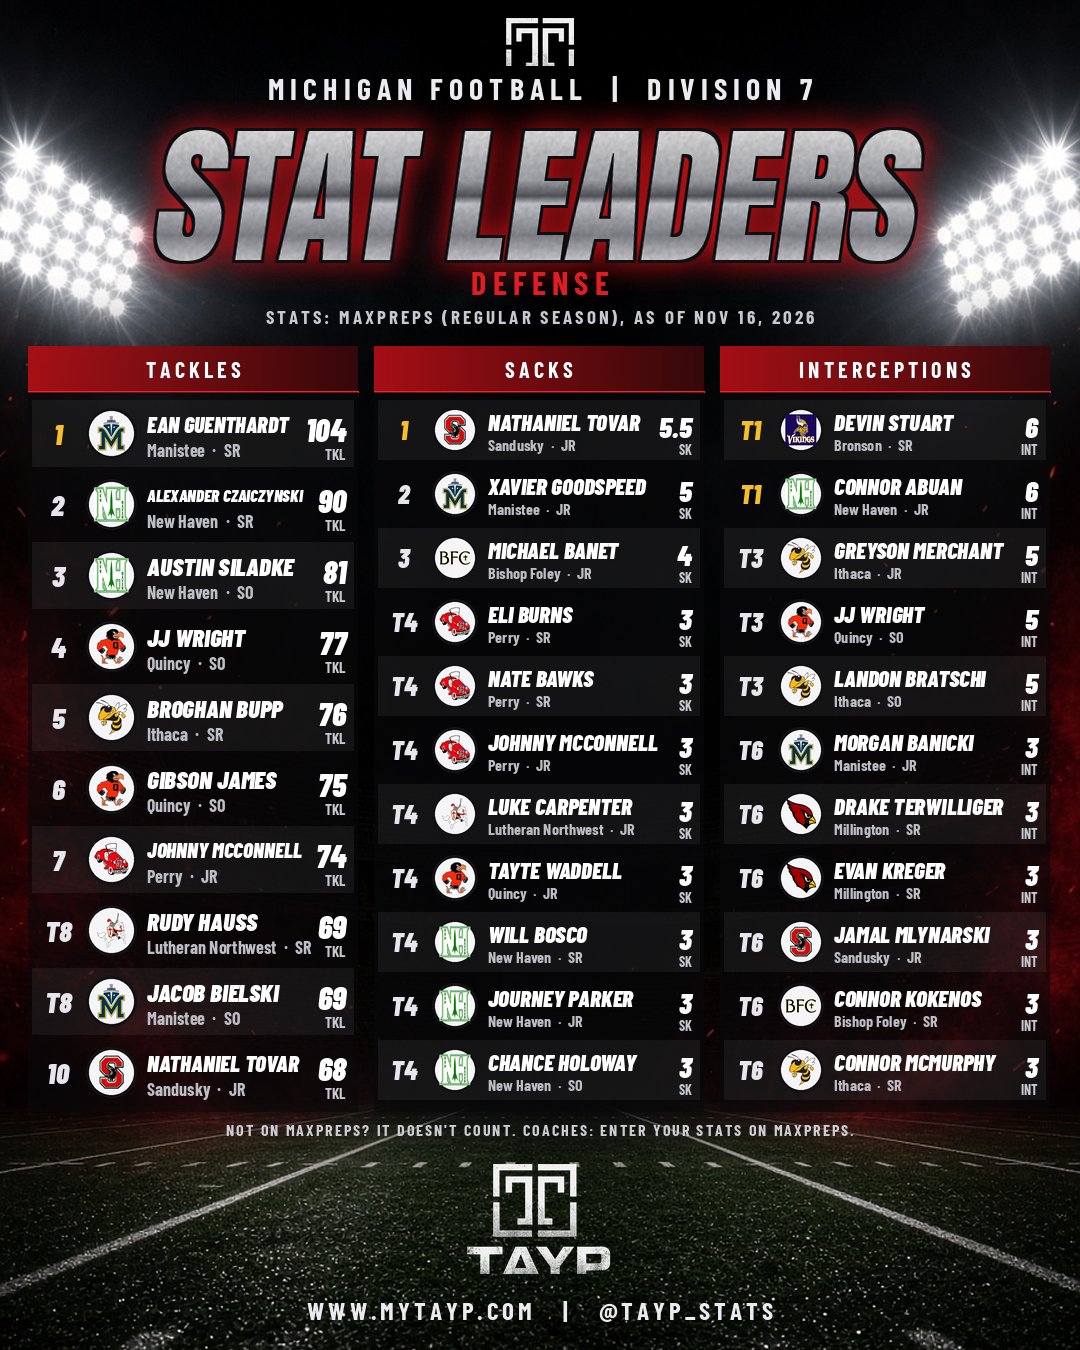 MICHIGAN FOOTBALL | DIVISION 7
STAT LEADERS
DEFENSE
STATS: MAXPREPS (REGULAR SEASON), AS OF NOV 16, 2026
TACKLES
1 EAN GUENTHARDT 104
Manistee · SR TKL
2 ALEXANDER CZAICZYNSKI 90
New Haven · SR TKL
3 AUSTIN SILADKE 81
New Haven · SO TKL
4 JJ WRIGHT 77
Quincy · SO TKL
5 BROGHAN BUPP 76
Ithaca · SR TKL
6 GIBSON JAMES 75
Quincy · SO TKL
7 JOHNNY MCCONNELL 74
Perry · JR TKL
T8 RUDY HAUSS 69
Lutheran Northwest · SR TKL
T8 JACOB BIELSKI 69
Manistee · SO TKL
10 NATHANIEL TOVAR 68
Sandusky · JR TKL
SACKS
1 NATHANIEL TOVAR 5.5
Sandusky · JR SK
2 XAVIER GOODSPEED 5
Manistee · JR SK
3 BFC MICHAEL BANET 4
Bishop Foley · JR SK
T4 ELI BURNS 3
Perry · SR SK
T4 NATE BAWKS 3
Perry · SR SK
T4 JOHNNY MCCONNELL 3
Perry · JR SK
T4 LUKE CARPENTER 3
Lutheran Northwest · JR SK
T4 TAYTE WADDELL 3
Quincy · JR SK
T4 WILL BOSCO 3
New Haven · SR SK
T4 JOURNEY PARKER 3
New Haven · JR SK
T4 CHANCE HOLOWAY 3
New Haven · SO SK
INTERCEPTIONS
T1 VIKINGS DEVIN STUART 6
Bronson · SR INT
T1 CONNOR ABUAN 6
New Haven · JR INT
T3 GREYSON MERCHANT 5
Ithaca · JR INT
T3 JJ WRIGHT 5
Quincy · SO INT
T3 LANDON BRATSCHI 5
Ithaca · SO INT
T6 MORGAN BANICKI 3
Manistee · JR INT
T6 DRAKE TERWILLIGER 3
Millington · SR INT
T6 EVAN KREGER 3
Millington · SR INT
T6 JAMAL MLYNARSKI 3
Sandusky · JR INT
T6 BFC CONNOR KOKENOS 3
Bishop Foley · SR INT
T6 CONNOR MCMURPHY 3
Ithaca · SR INT
NOT ON MAXPREPS? IT DOESN'T COUNT. COACHES: ENTER YOUR STATS ON MAXPREPS.
TAYP
WWW.MYTAYP.COM | @TAYP_STATS